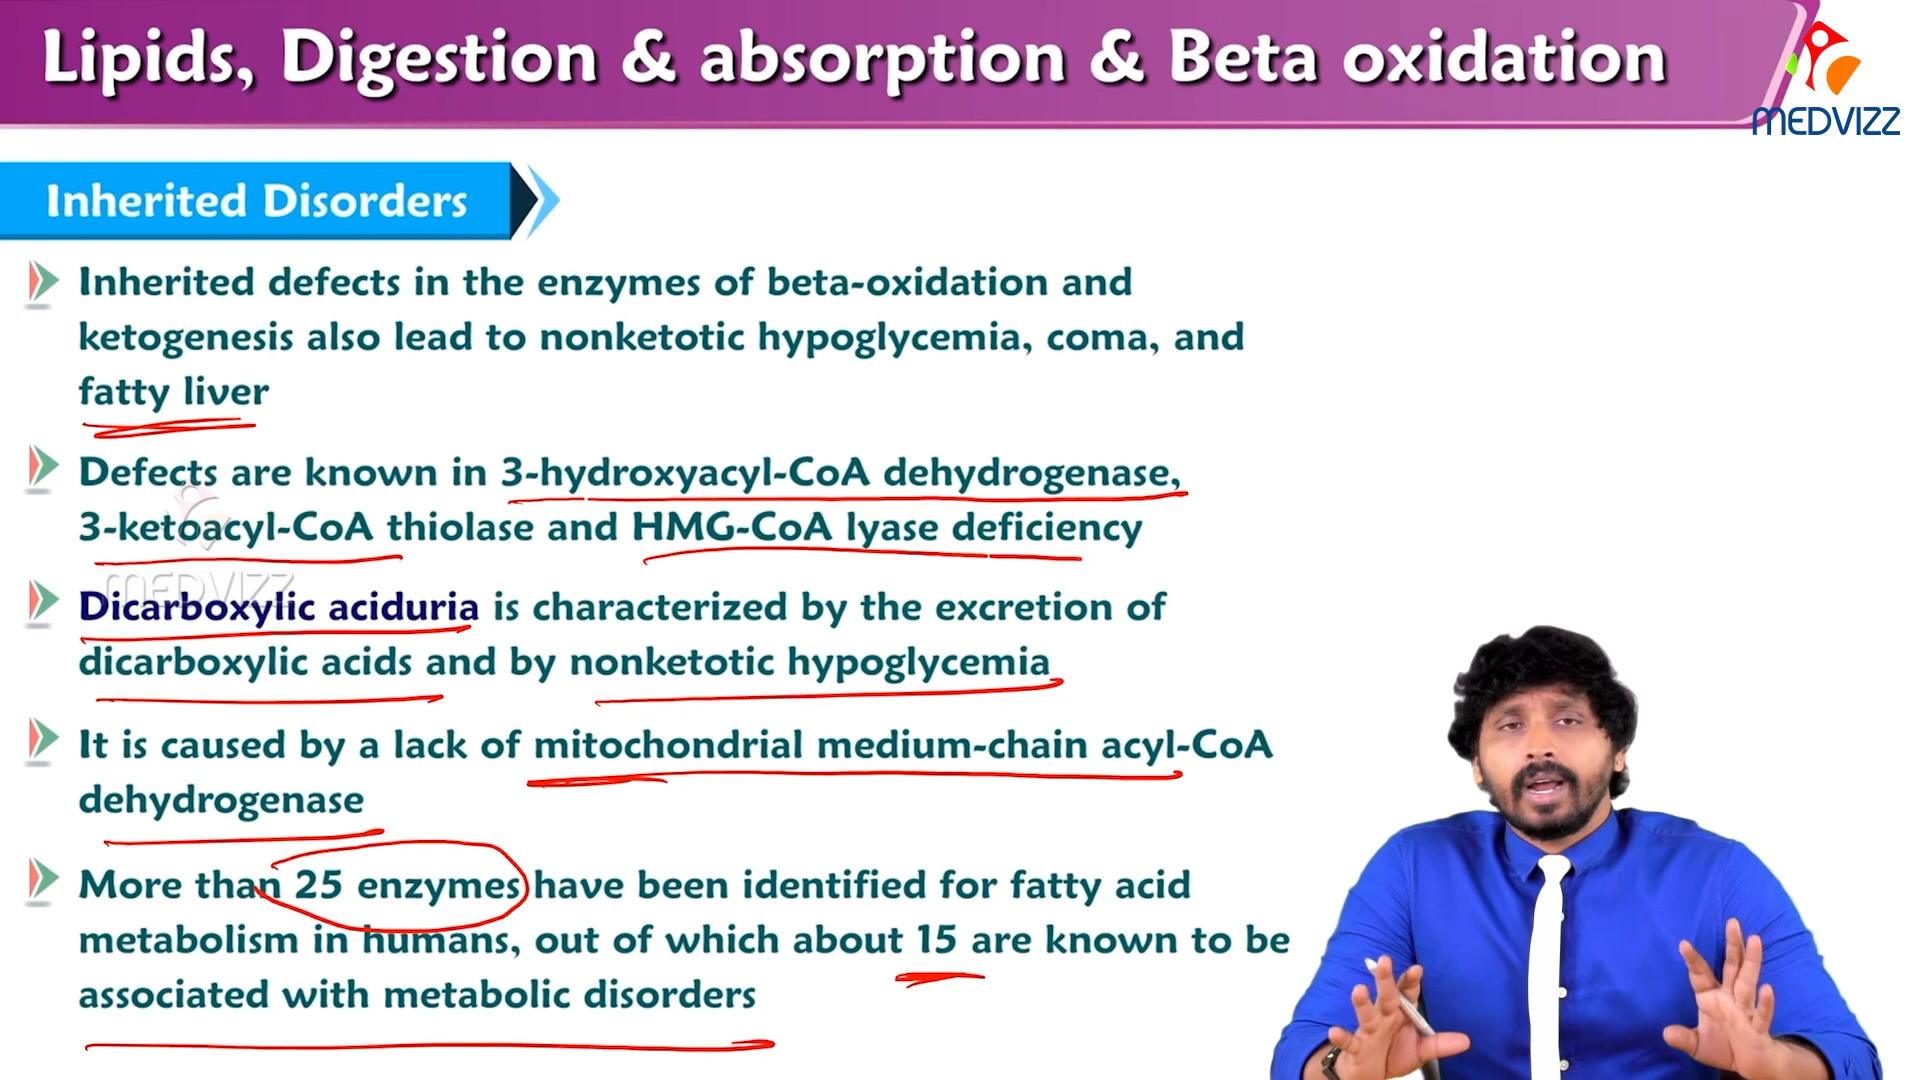 Lipids, Digestion & absorption & Beta oxidation
MEDVIZZ
Inherited Disorders
Inherited defects in the enzymes of beta-oxidation and
ketogenesis also lead to nonketotic hypoglycemia, coma, and
fatty liver
Defects are known in 3-hydroxyacyl-CoA dehydrogenase,
3-ketoacyl-CoA thiolase and HMG-CoA lyase deficiency
MEDVIZZ
Dicarboxylic aciduria is characterized by the excretion of
dicarboxylic acids and by nonketotic hypoglycemia
It is caused by a lack of mitochondrial medium-chain acyl-CoA
dehydrogenase
More than 25 enzymes have been identified for fatty acid
metabolism in humans, out of which about 15 are known to be
associated with metabolic disorders